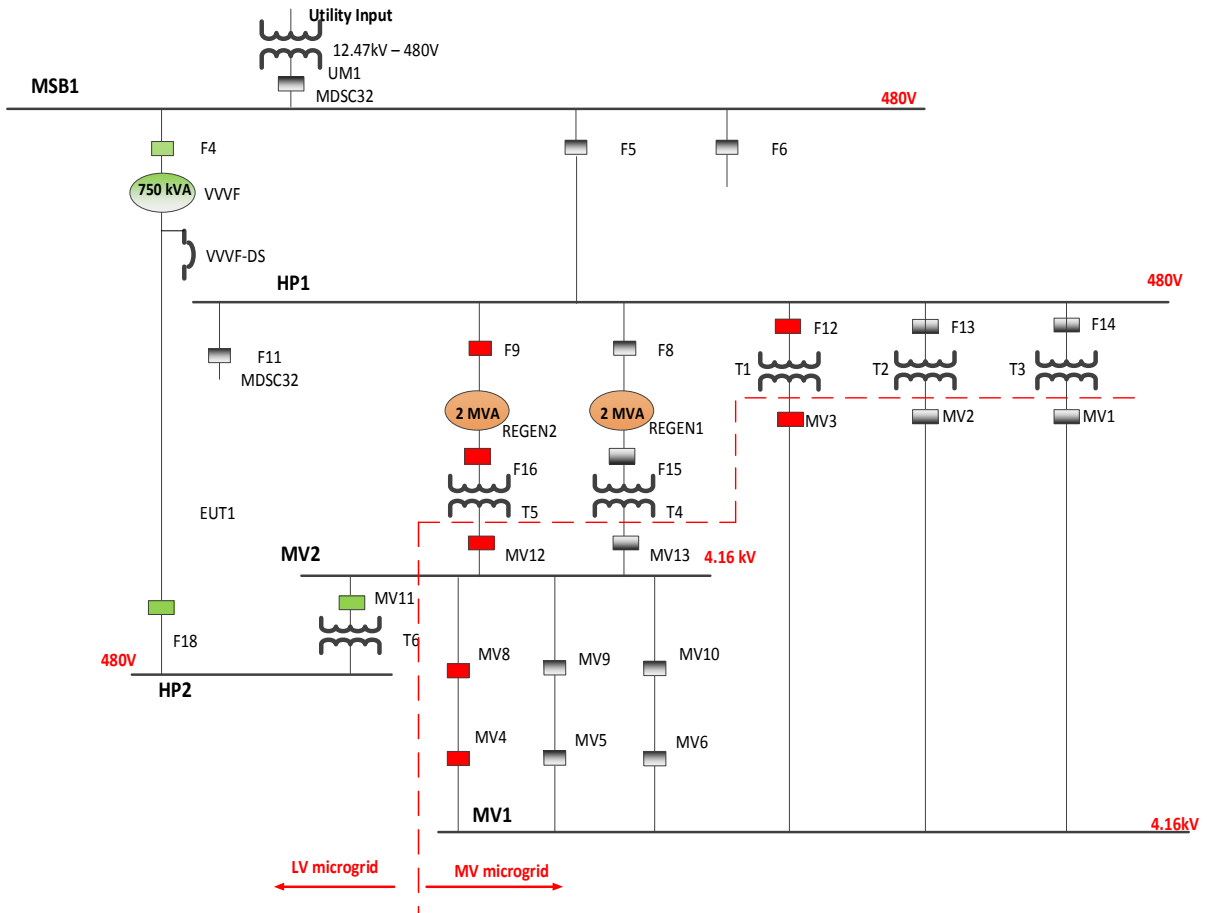 Utility Input
12.47kV – 480V
UM1
MDSC32
MSB1
480V
F4
F5
F6
750 kVA
VVVF
VVVF-DS
HP1
480V
F11
MDSC32
F9
F8
F12
F13
F14
T1
T2
T3
2 MVA
2 MVA
REGEN2
REGEN1
MV3
MV2
MV1
F16
F15
T5
T4
EUT1
MV12
MV13
MV2
4.16 kV
MV11
F18
T6
480V
HP2
MV8
MV9
MV10
MV4
MV5
MV6
MV1
4.16kV
LV microgrid
MV microgrid